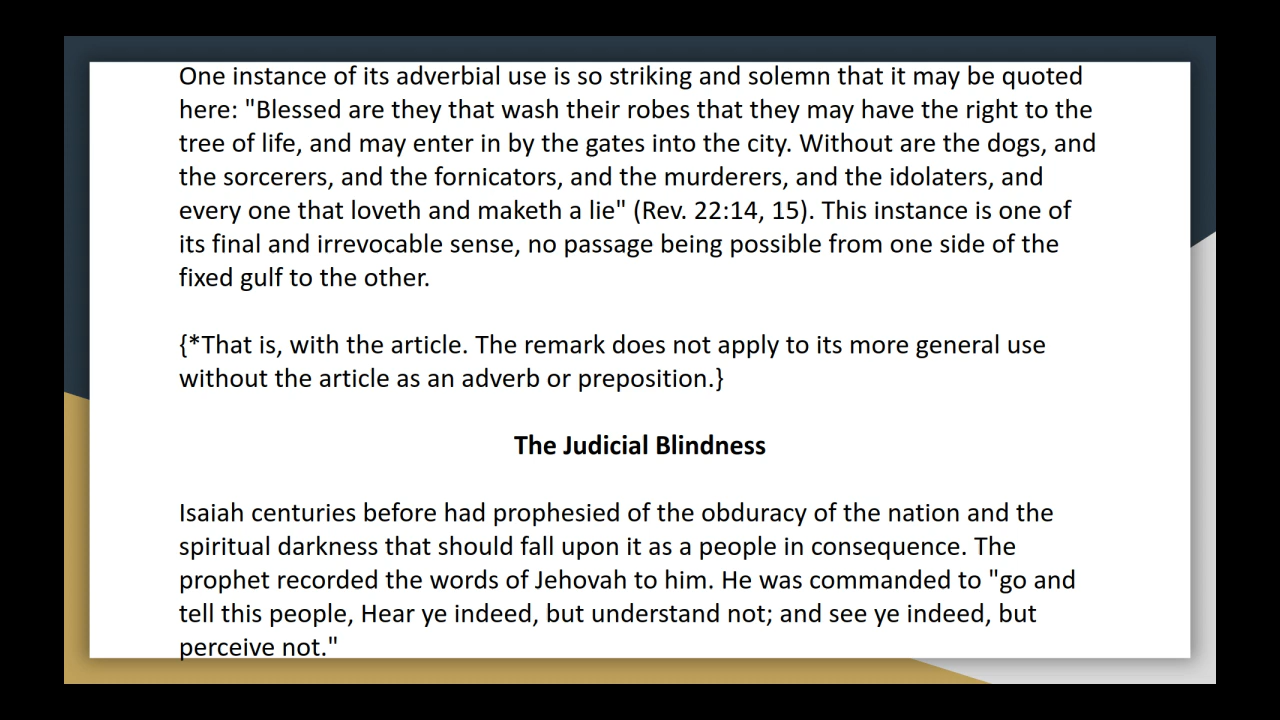 One instance of its adverbial use is so striking and solemn that it may be quoted
here: "Blessed are they that wash their robes that they may have the right to the
tree of life, and may enter in by the gates into the city. Without are the dogs, and
the sorcerers, and the fornicators, and the murderers, and the idolaters, and
every one that loveth and maketh a lie" (Rev. 22:14, 15). This instance is one of
its final and irrevocable sense, no passage being possible from one side of the
fixed gulf to the other.
{*That is, with the article. The remark does not apply to its more general use
without the article as an adverb or preposition.}
The Judicial Blindness
Isaiah centuries before had prophesied of the obduracy of the nation and the
spiritual darkness that should fall upon it as a people in consequence. The
prophet recorded the words of Jehovah to him. He was commanded to "go and
tell this people, Hear ye indeed, but understand not; and see ye indeed, but
perceive not."